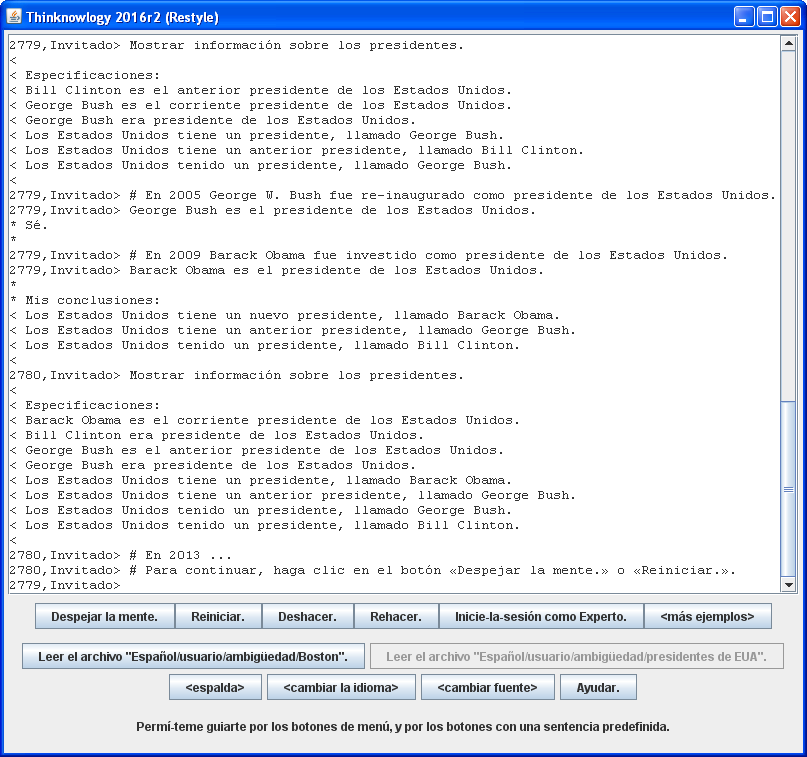 Thinknowlogy 2016r2 (Restyle)
2779,Invitado> Mostrar información sobre los presidentes.
<
< Especificaciones:
< Bill Clinton es el anterior presidente de los Estados Unidos.
< George Bush es el corriente presidente de los Estados Unidos.
< George Bush era presidente de los Estados Unidos.
< Los Estados Unidos tiene un presidente, llamado George Bush.
< Los Estados Unidos tiene un anterior presidente, llamado Bill Clinton.
< Los Estados Unidos tenido un presidente, llamado George Bush.
<
2779,Invitado> # En 2005 George W. Bush fue re-inaugurado como presidente de los Estados Unidos.
2779,Invitado> George Bush es el presidente de los Estados Unidos.
* Sé.
*
2779,Invitado> # En 2009 Barack Obama fue investido como presidente de los Estados Unidos.
2779,Invitado> Barack Obama es el presidente de los Estados Unidos.
*
* Mis conclusiones:
< Los Estados Unidos tiene un nuevo presidente, llamado Barack Obama.
< Los Estados Unidos tiene un anterior presidente, llamado George Bush.
< Los Estados Unidos tenido un presidente, llamado Bill Clinton.
<
2780,Invitado> Mostrar información sobre los presidentes.
<
< Especificaciones:
< Barack Obama es el corriente presidente de los Estados Unidos.
< Bill Clinton era presidente de los Estados Unidos.
< George Bush es el anterior presidente de los Estados Unidos.
< George Bush era presidente de los Estados Unidos.
< Los Estados Unidos tiene un presidente, llamado Barack Obama.
< Los Estados Unidos tiene un anterior presidente, llamado George Bush.
< Los Estados Unidos tenido un presidente, llamado George Bush.
< Los Estados Unidos tenido un presidente, llamado Bill Clinton.
<
2780,Invitado> # En 2013 ...
2780,Invitado> # Para continuar, haga clic en el botón «Despejar la mente.» o «Reiniciar.».
2779,Invitado>
Despejar la mente. Reiniciar. Deshacer. Rehacer. Inicie-la-sesión como Experto. <más ejemplos>
Leer el archivo "Español/usuario/ambigüedad/Boston". Leer el archivo "Español/usuario/ambigüedad/presidentes de EUA".
<espalda> <cambiar la idioma> <cambiar fuente> Ayudar.
Permí-teme guiarte por los botones de menú, y por los botones con una sentencia predefinida.